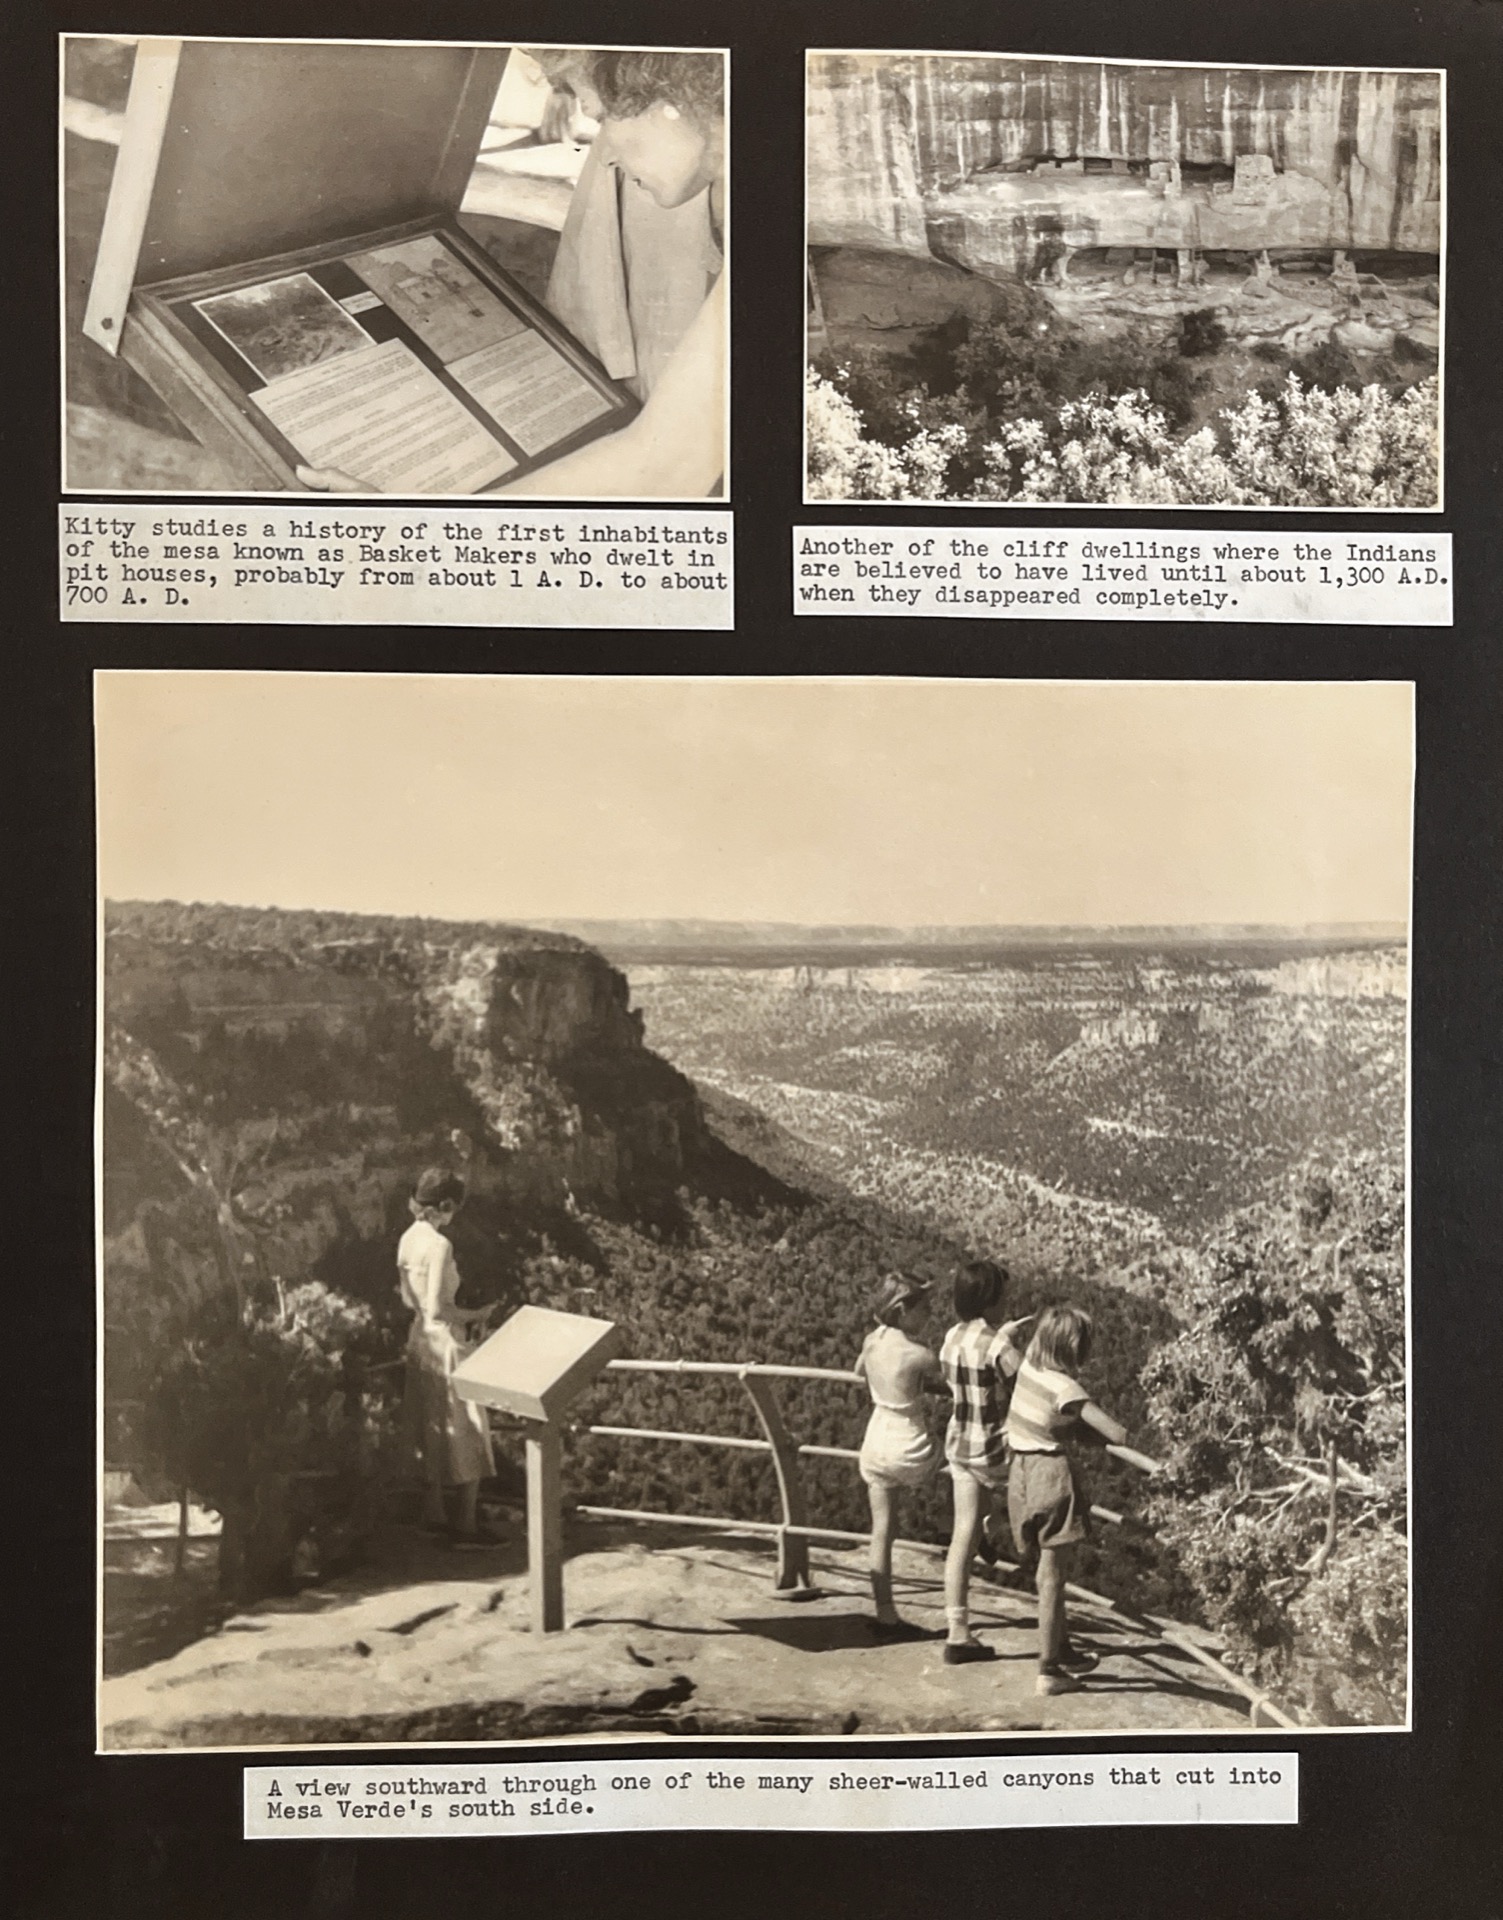 Kitty studies a history of the first inhabitants
of the mesa known as Basket Makers who dwelt in
pit houses, probably from about 1 A. D. to about
700 A. D.
Another of the cliff dwellings where the Indians
are believed to have lived until about 1,300 A.D.
when they disappeared completely.
A view southward through one of the many sheer-walled canyons that cut into
Mesa Verde's south side.